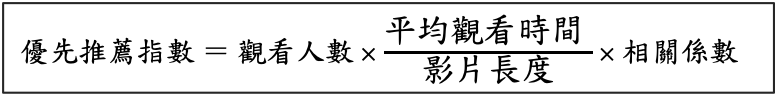 優先推薦指數 = 觀看人數 × 平均觀看時間 / 影片長度 × 相關係數